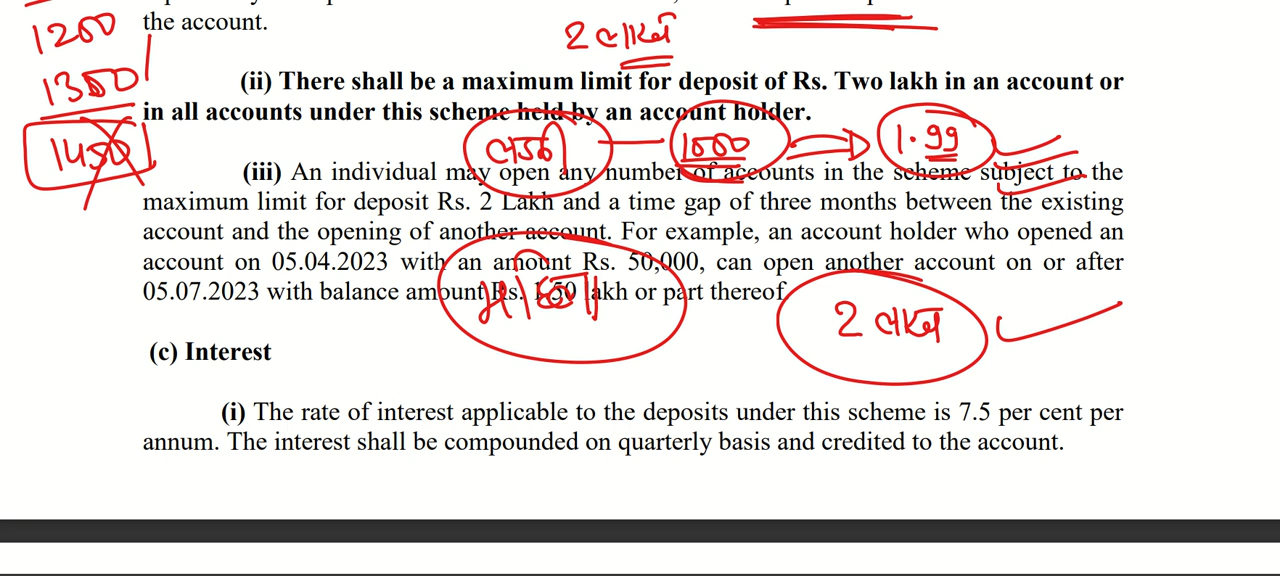 the account.
1200
2 लाख
1300
(ii) There shall be a maximum limit for deposit of Rs. Two lakh in an account or
in all accounts under this scheme held by an account holder.
1450
1000
1.99
(iii) An individual may open any number of accounts in the scheme subject to the
maximum limit for deposit Rs. 2 Lakh and a time gap of three months between the existing
account and the opening of another account. For example, an account holder who opened an
account on 05.04.2023 with an amount Rs. 50,000, can open another account on or after
05.07.2023 with balance amount Rs. 1.50 lakh or part thereof
2 लाख
(c) Interest
(i) The rate of interest applicable to the deposits under this scheme is 7.5 per cent per
annum. The interest shall be compounded on quarterly basis and credited to the account.